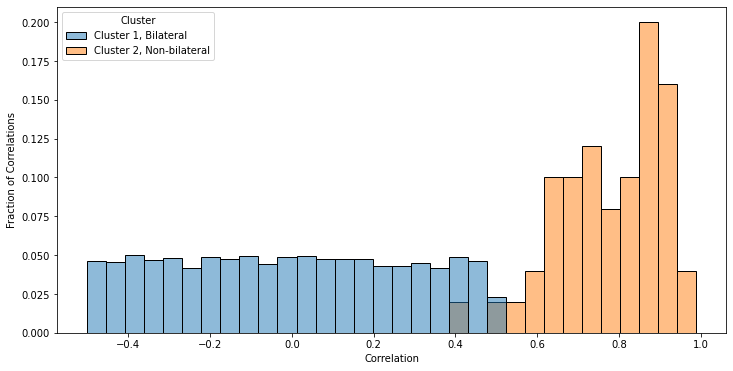 Cluster
Cluster 1, Bilateral
Cluster 2, Non-bilateral
Fraction of Correlations
0.200
0.175
0.150
0.125
0.100
0.075
0.050
0.025
0.000
−0.4 −0.2 0.0 0.2 0.4 0.6 0.8 1.0
Correlation